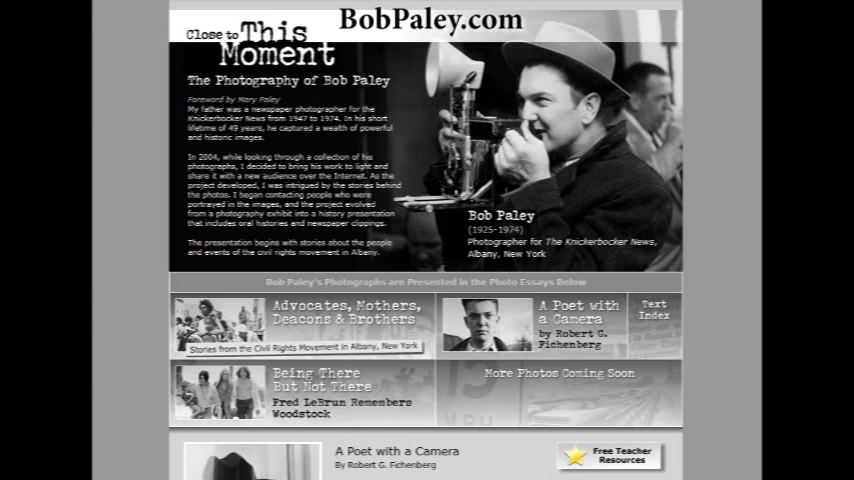 BobPaley.com
Close to This
Moment
The Photography of Bob Paley
Foreword by Mary Paley
My father was a newspaper photographer for the
Knickerbocker News from 1947 to 1974. In his short
lifetime of 49 years, he captured a wealth of powerful
and historic images.
In 2004, while looking through a collection of his
photographs, I decided to bring his work to light and
share it with a new audience over the Internet. As the
project developed, I was intrigued by the stories behind
the photos. I began contacting people who were
portrayed in the images, and the project evolved
from a photography exhibit into a history presentation
that includes oral histories and newspaper clippings.
The presentation begins with stories about the people
and events of the civil rights movement in Albany.
Bob Paley
(1925-1974)
Photographer for The Knickerbocker News,
Albany, New York
Bob Paley's Photographs are Presented in the Photo Essays Below
Advocates, Mothers,
Deacons & Brothers
Stories from the Civil Rights Movement in Albany, New York
A Poet with
a Camera
by Robert G.
Fichenberg
Text
Index
Being There
But Not There
Fred LeBrun Remembers
Woodstock
More Photos Coming Soon
A Poet with a Camera
By Robert G. Fichenberg
Free Teacher
Resources